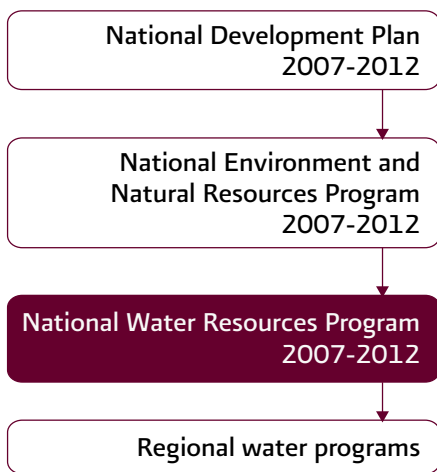 National Development Plan
2007-2012
National Environment and
Natural Resources Program
2007-2012
National Water Resources Program
2007-2012
Regional water programs